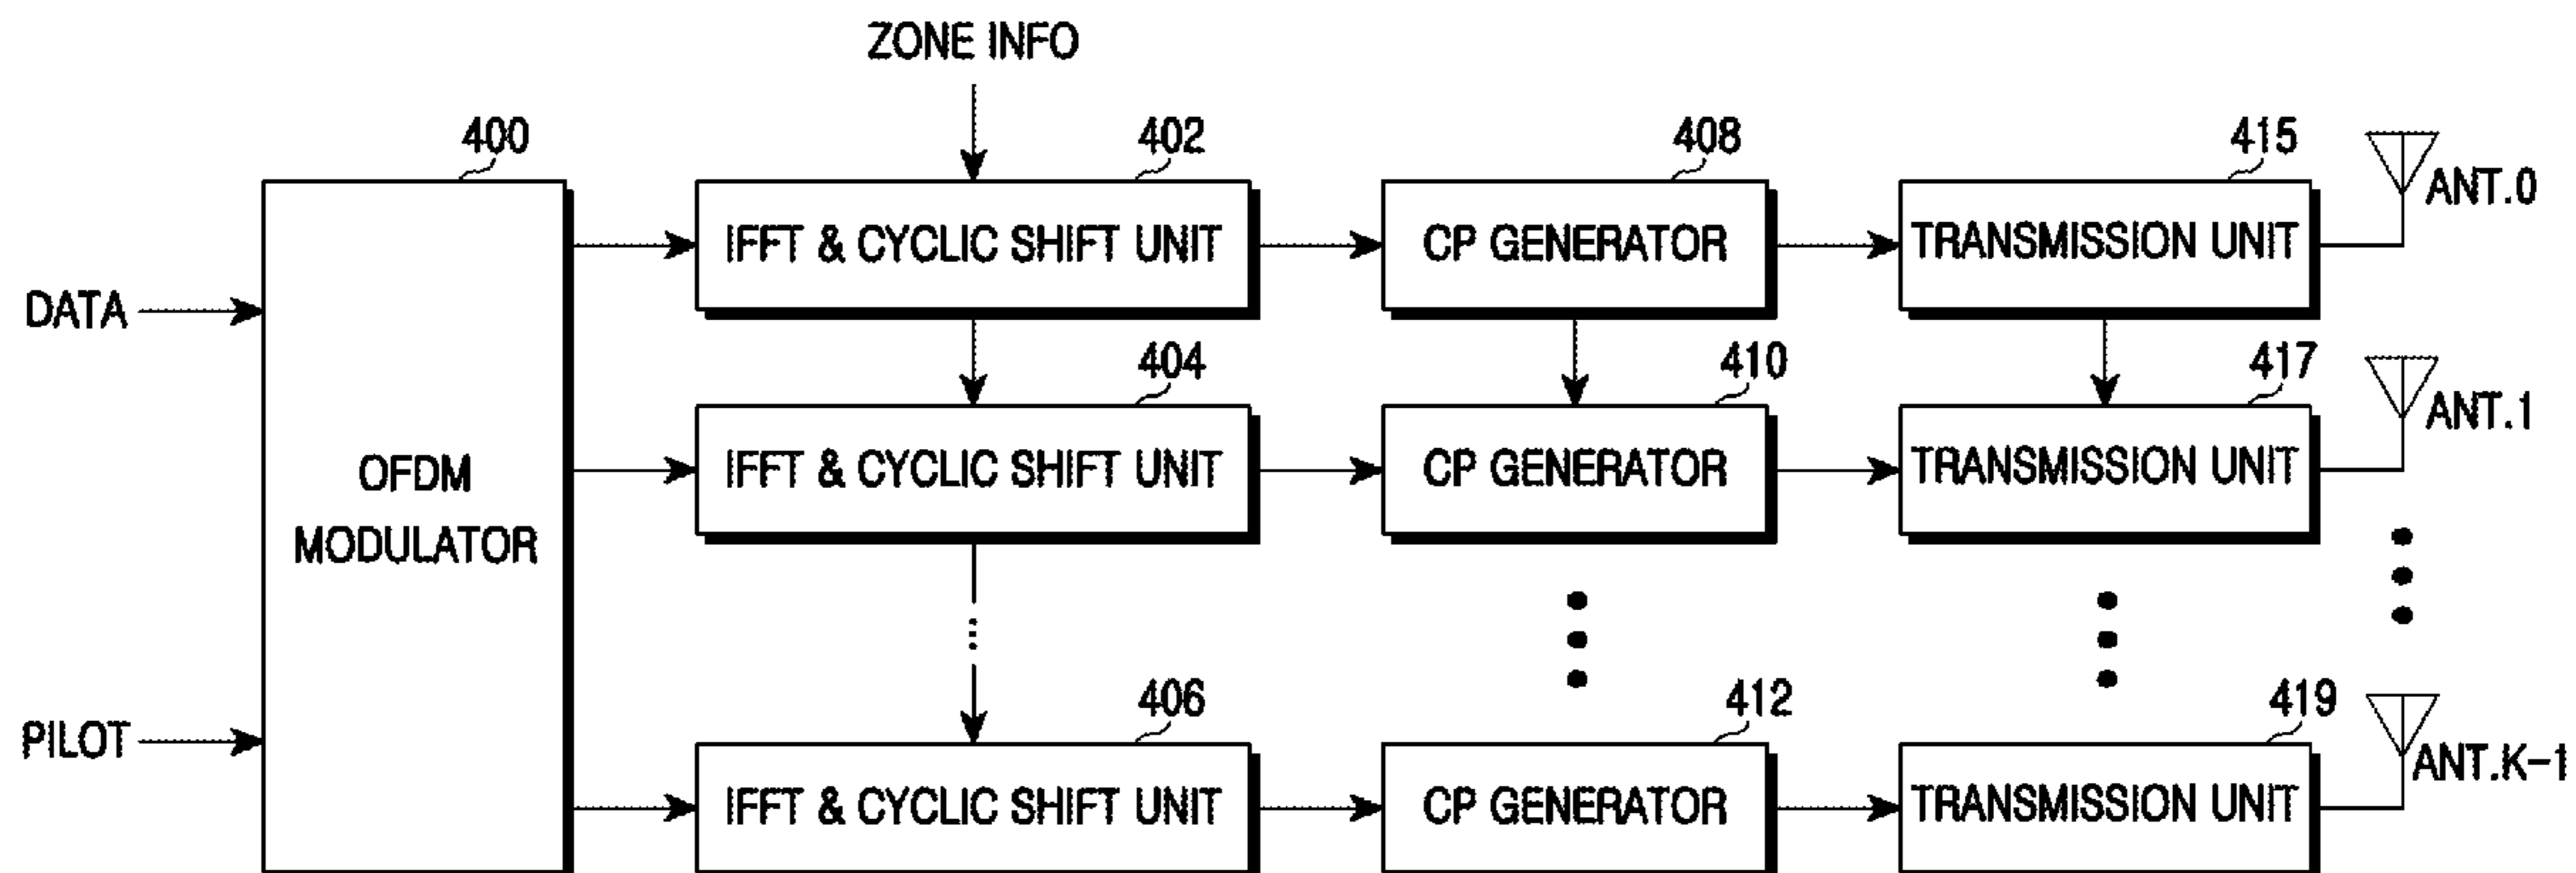 ZONE INFO
400
402
408
415
ANT.0
IFFT & CYCLIC SHIFT UNIT
CP GENERATOR
TRANSMISSION UNIT
DATA
404
410
417
ANT.1
OFDM
MODULATOR
IFFT & CYCLIC SHIFT UNIT
CP GENERATOR
TRANSMISSION UNIT
406
412
419
PILOT
ANT.K-1
IFFT & CYCLIC SHIFT UNIT
CP GENERATOR
TRANSMISSION UNIT